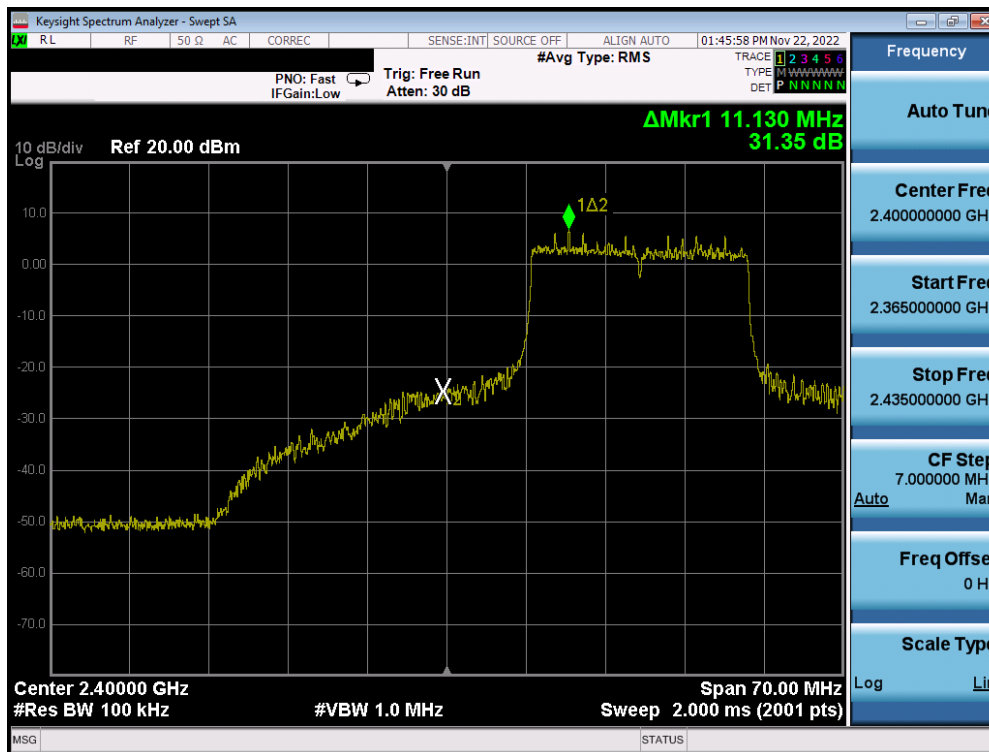 Keysight Spectrum Analyzer - Swept SA
LXI RL RF 50 Ω AC CORREC SENSE:INT SOURCE OFF ALIGN AUTO 01:45:58 PM Nov 22, 2022
#Avg Type: RMS
TRACE 1 2 3 4 5 6
PNO: Fast Trig: Free Run
TYPE M WWWWW
IFGain:Low Atten: 30 dB
DET P N N N N N
ΔMkr1 11.130 MHz
31.35 dB
10 dB/div Ref 20.00 dBm
Log
1Δ2
10.0
0.00
-10.0
-20.0
X2
-30.0
-40.0
-50.0
-60.0
-70.0
Center 2.40000 GHz Span 70.00 MHz
#Res BW 100 kHz #VBW 1.0 MHz Sweep 2.000 ms (2001 pts)
MSG STATUS
Frequency
Auto Tun
Center Fre
2.400000000 GH
Start Fre
2.365000000 GH
Stop Fre
2.435000000 GH
CF Step
7.000000 MH
Auto Ma
Freq Offse
0 H
Scale Type
Log Li